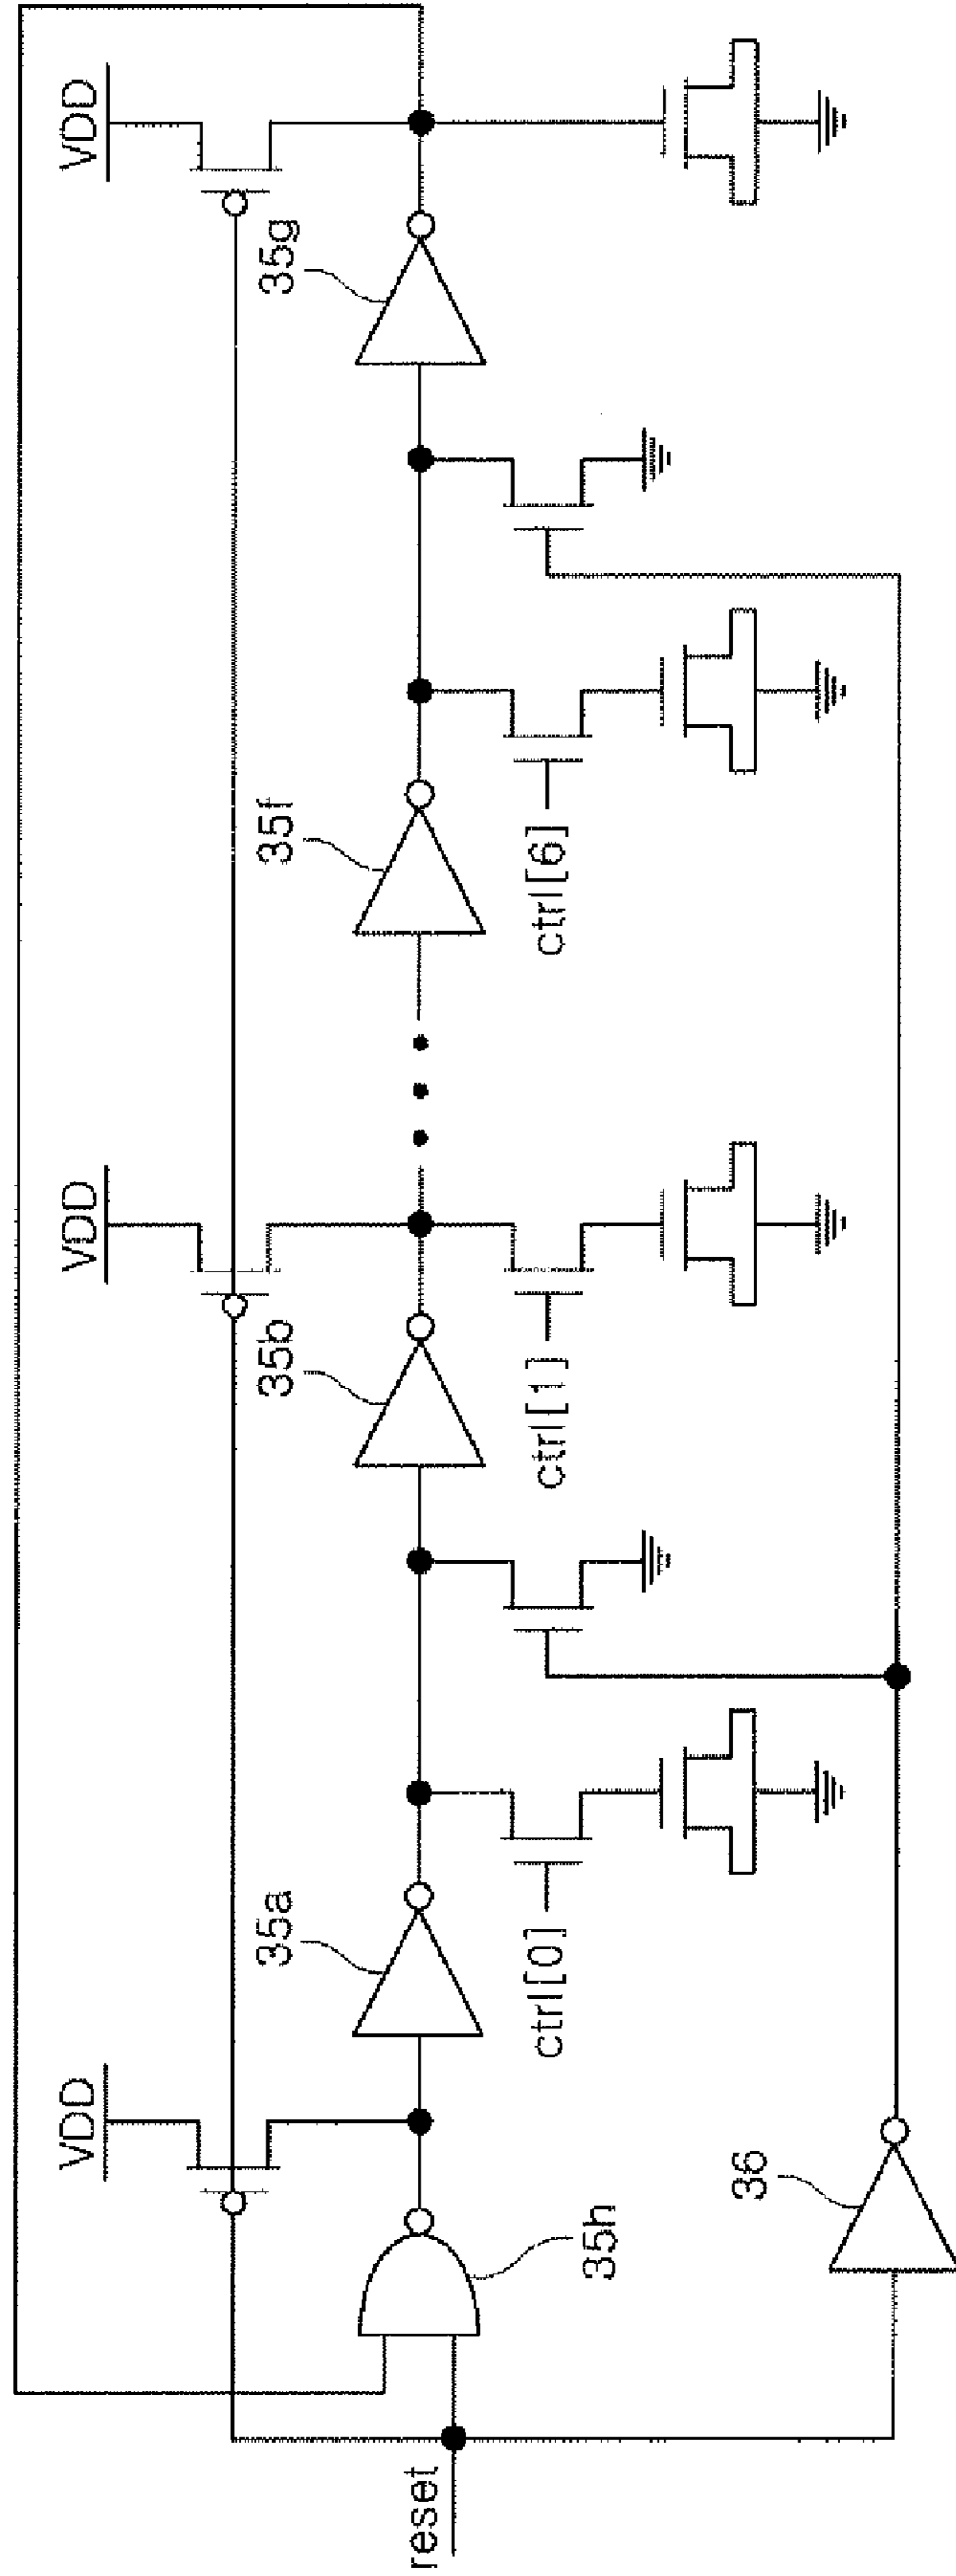 VDD
VDD
VDD
35a
35b
35f
35g
ctrl[0]
ctrl[1]
ctrl[6]
reset
35h
36